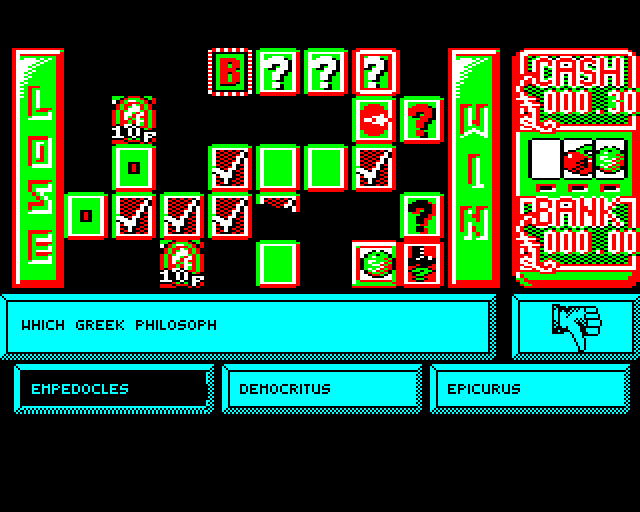 B ? ? ?
CASH
000.30
10P
?
LOSE
WIN
?
BANK
000.00
10P
WHICH GREEK PHILOSOPH
EMPEDOCLES
DEMOCRITUS
EPICURUS